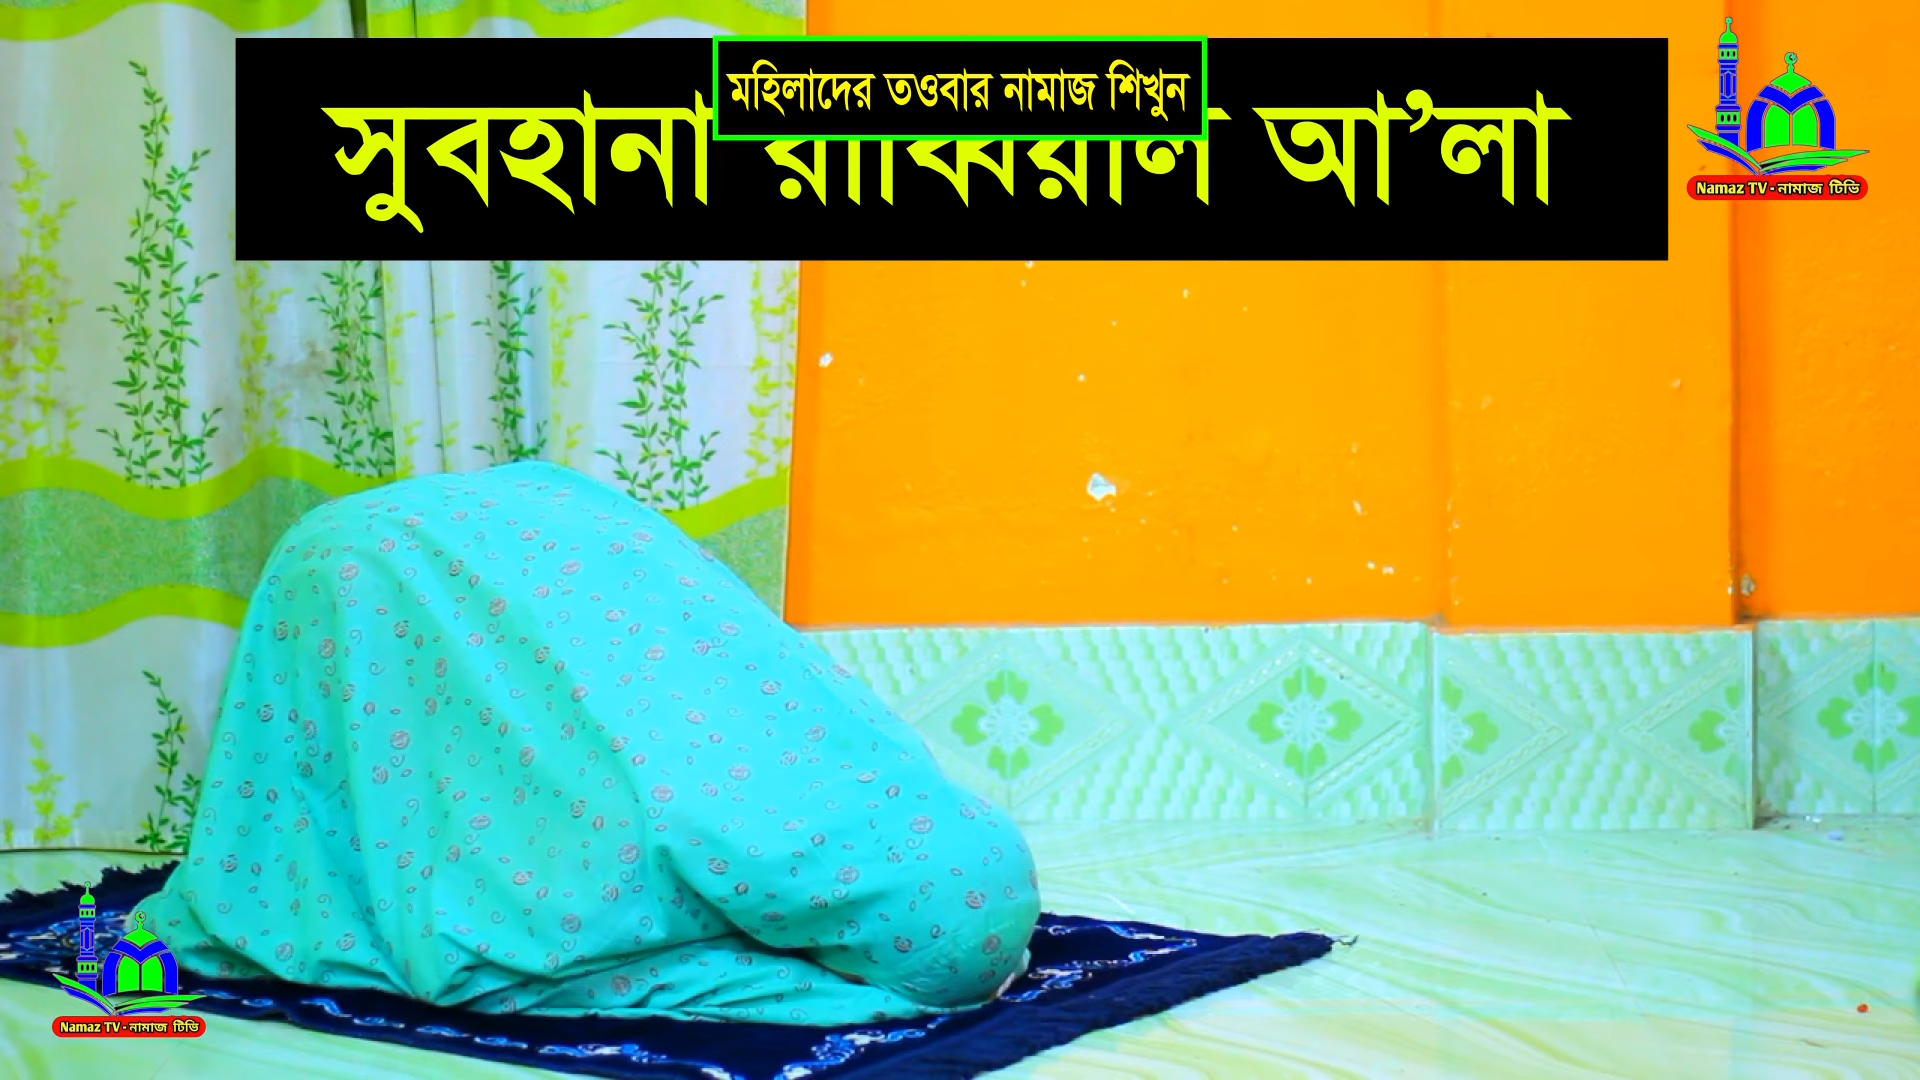 মহিলাদের তওবার নামাজ শিখুন
সুবহানা রাব্বিয়াল আ’লা
Namaz TV - নামাজ টিভি
Namaz TV - নামাজ টিভি